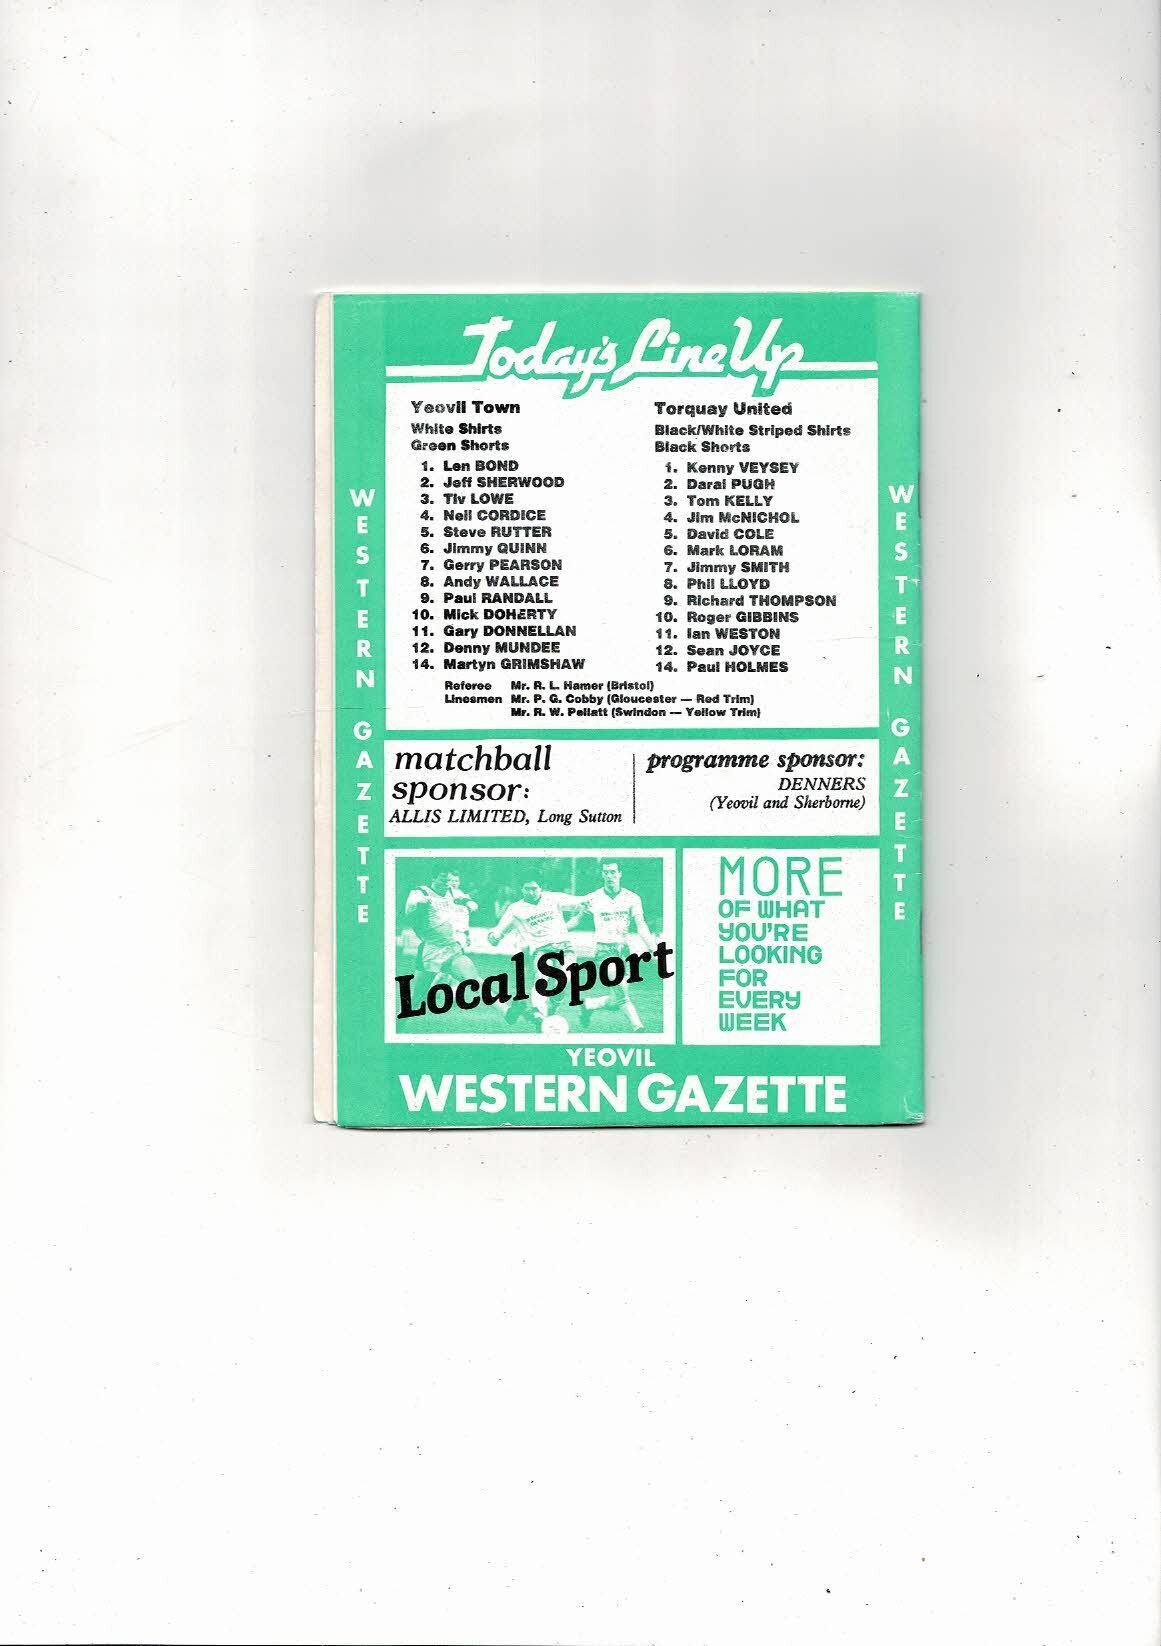 Today's Line Up
Yeovil Town
White Shirts
Green Shorts
1. Len BOND
2. Jeff SHERWOOD
3. Tiv LOWE
4. Neil CORDICE
5. Steve RUTTER
6. Jimmy QUINN
7. Gerry PEARSON
8. Andy WALLACE
9. Paul RANDALL
10. Mick DOHERTY
11. Gary DONNELLAN
12. Denny MUNDEE
14. Martyn GRIMSHAW
Torquay United
Black/White Striped Shirts
Black Shorts
1. Kenny VEYSEY
2. Daral PUGH
3. Tom KELLY
4. Jim McNICHOL
5. David COLE
6. Mark LORAM
7. Jimmy SMITH
8. Phil LLOYD
9. Richard THOMPSON
10. Roger GIBBINS
11. Ian WESTON
12. Sean JOYCE
14. Paul HOLMES
Referee Mr. R. L. Hamer (Bristol)
Linesmen Mr. P. G. Cobby (Gloucester — Red Trim)
Mr. R. W. Pellatt (Swindon — Yellow Trim)
WESTERN GAZETTE
WESTERN GAZETTE
matchball
sponsor:
ALLIS LIMITED, Long Sutton
programme sponsor:
DENNERS
(Yeovil and Sherborne)
Local Sport
MORE
OF WHAT
YOU'RE
LOOKING
FOR
EVERY
WEEK
YEOVIL
WESTERN GAZETTE